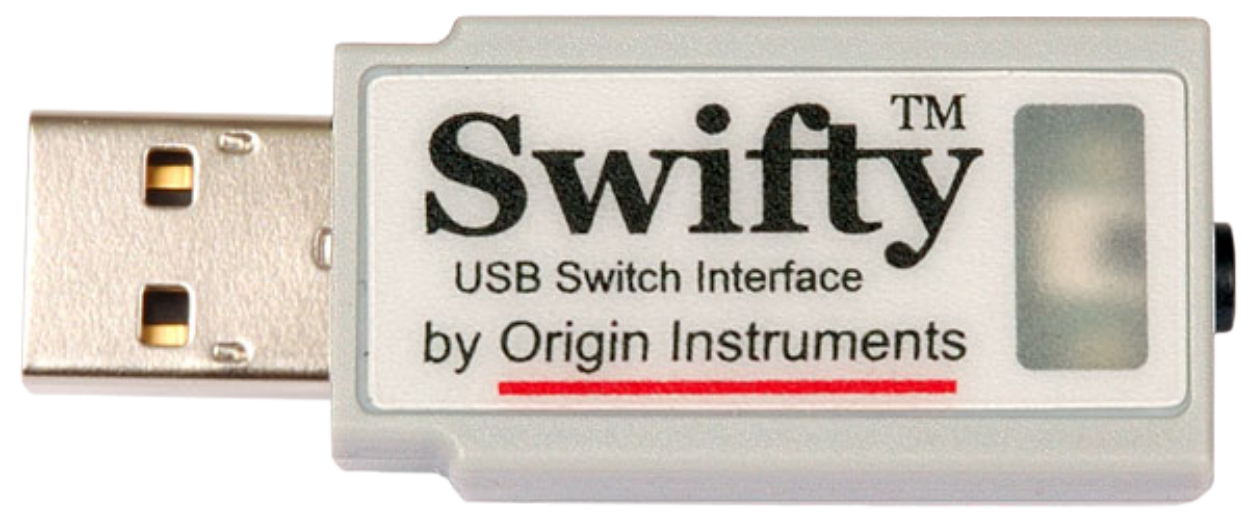 Swifty™
USB Switch Interface
by Origin Instruments